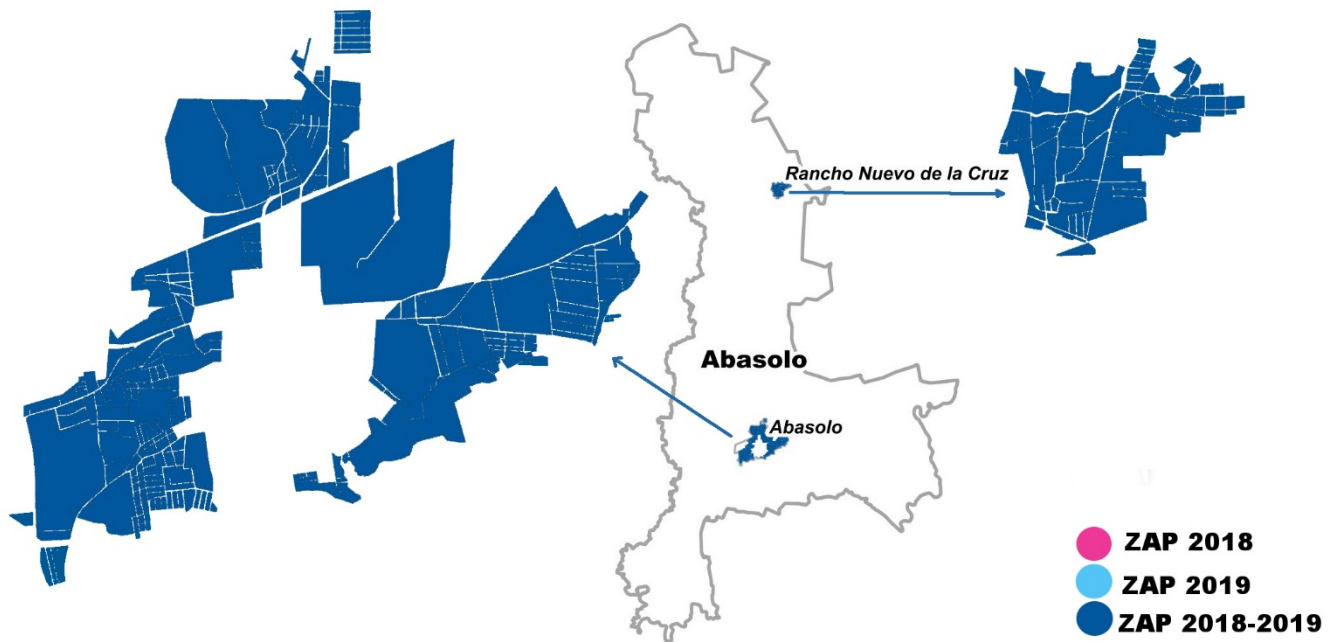 Rancho Nuevo de la Cruz
Abasolo
Abasolo
ZAP 2018
ZAP 2019
ZAP 2018-2019